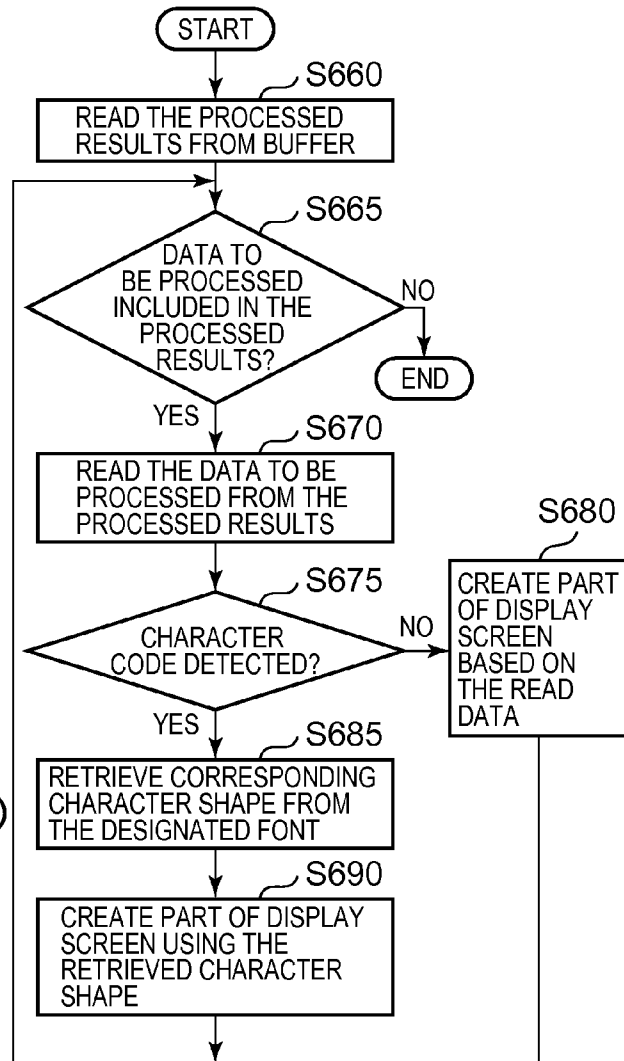 START
S660
READ THE PROCESSED
RESULTS FROM BUFFER
S665
DATA TO
BE PROCESSED
INCLUDED IN THE
PROCESSED
RESULTS?
NO
END
YES
S670
READ THE DATA TO BE
PROCESSED FROM THE
PROCESSED RESULTS
S675
CHARACTER
CODE DETECTED?
NO
S680
CREATE PART
OF DISPLAY
SCREEN
BASED ON
THE READ
DATA
YES
S685
RETRIEVE CORRESPONDING
CHARACTER SHAPE FROM
THE DESIGNATED FONT
S690
CREATE PART OF DISPLAY
SCREEN USING THE
RETRIEVED CHARACTER
SHAPE